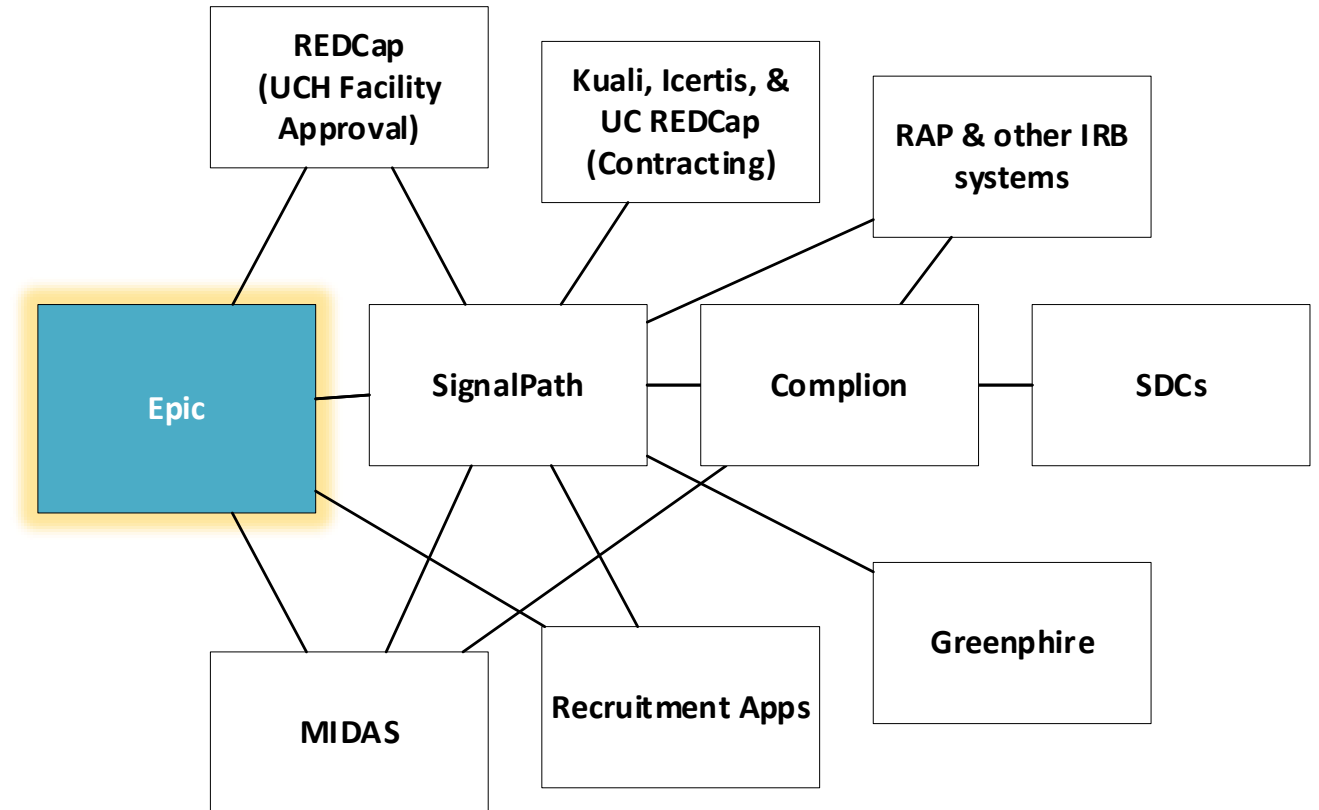 REDCap
(UCH Facility
Approval)
Kuali, Icertis, &
UC REDCap
(Contracting)
RAP & other IRB
systems
Epic
SignalPath
Complion
SDCs
MIDAS
Recruitment Apps
Greenphire